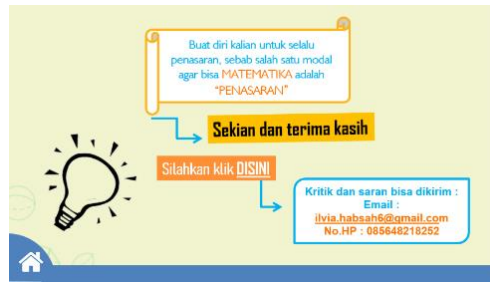 Buat diri kalian untuk selalu
penasaran, sebab salah satu modal
agar bisa MATEMATIKA adalah
"PENASARAN"
Sekian dan terima kasih
Silahkan klik DISINI
Kritik dan saran bisa dikirim :
Email :
ilvia.habsah6@gmail.com
No.HP : 085648218252